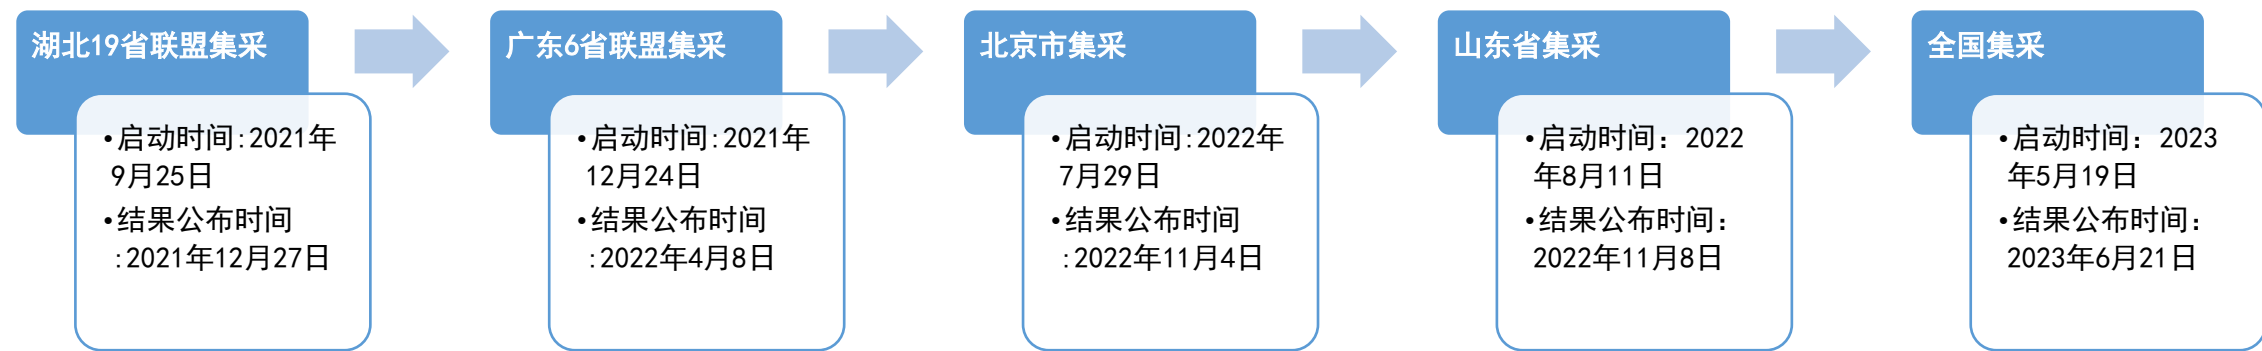 湖北19省联盟集采
•启动时间:2021年
9月25日
•结果公布时间
:2021年12月27日
广东6省联盟集采
•启动时间:2021年
12月24日
•结果公布时间
:2022年4月8日
北京市集采
•启动时间:2022年
7月29日
•结果公布时间
:2022年11月4日
山东省集采
•启动时间：2022
年8月11日
•结果公布时间：
2022年11月8日
全国集采
•启动时间：2023
年5月19日
•结果公布时间：
2023年6月21日